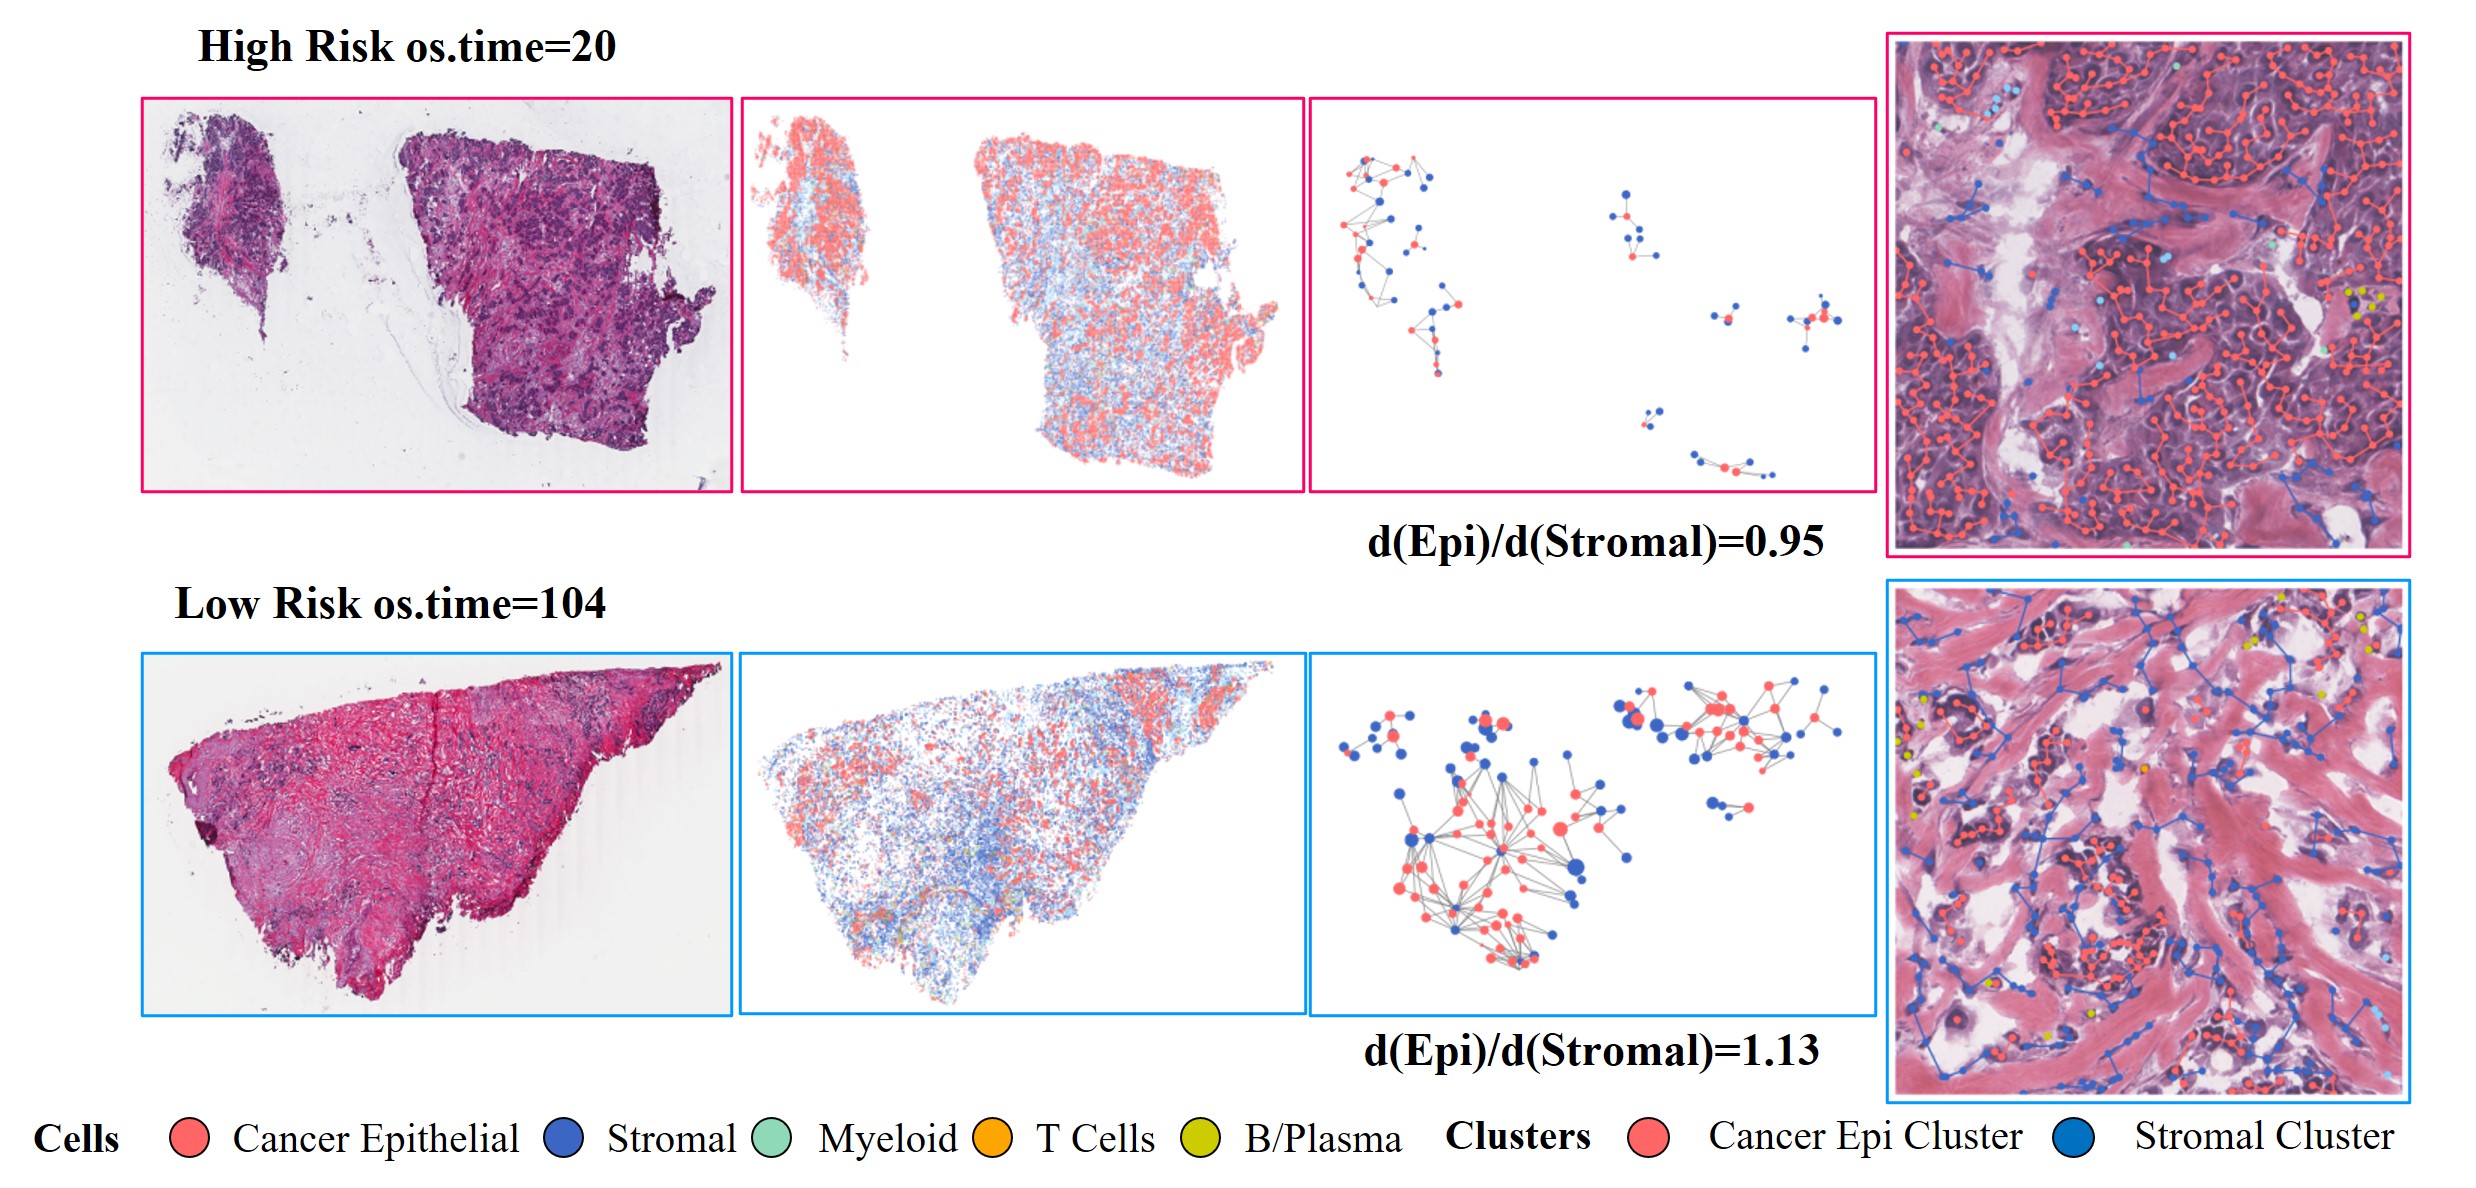 High Risk os.time=20
d(Epi)/d(Stromal)=0.95
Low Risk os.time=104
d(Epi)/d(Stromal)=1.13
Cells Cancer Epithelial Stromal Myeloid T Cells B/Plasma Clusters Cancer Epi Cluster Stromal Cluster